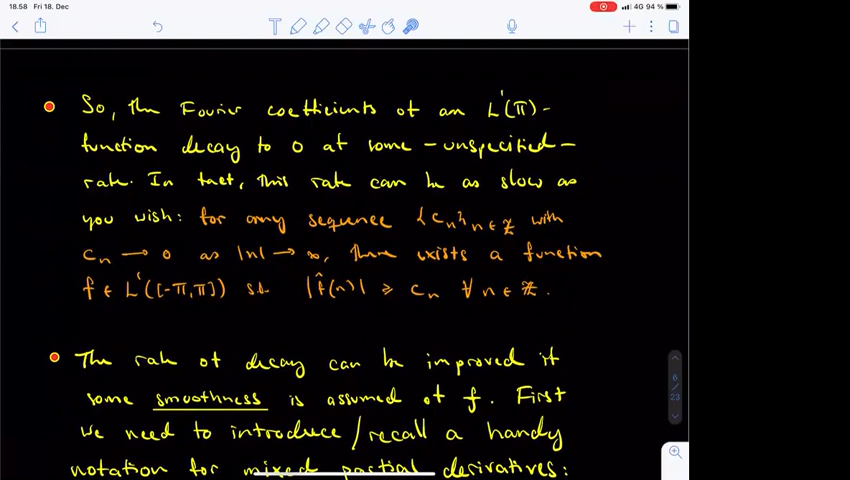 18.58 Fri 18. Dec
4G 94 %
So, the Fourier coefficients of an L¹(𝕋)-
function decay to 0 at some -unspecified-
rate. In fact, this rate can be as slow as
you wish: for any sequence {cₙ}ₙ∈ℤ with
cₙ → 0 as |n| → ∞, there exists a function
f ∈ L¹([-π,π]) s.t. |f̂(n)| ≥ cₙ ∀ n ∈ ℤ.
The rate of decay can be improved if
some smoothness is assumed of f. First
we need to introduce/recall a handy
notation for mixed partial derivatives:
6
23